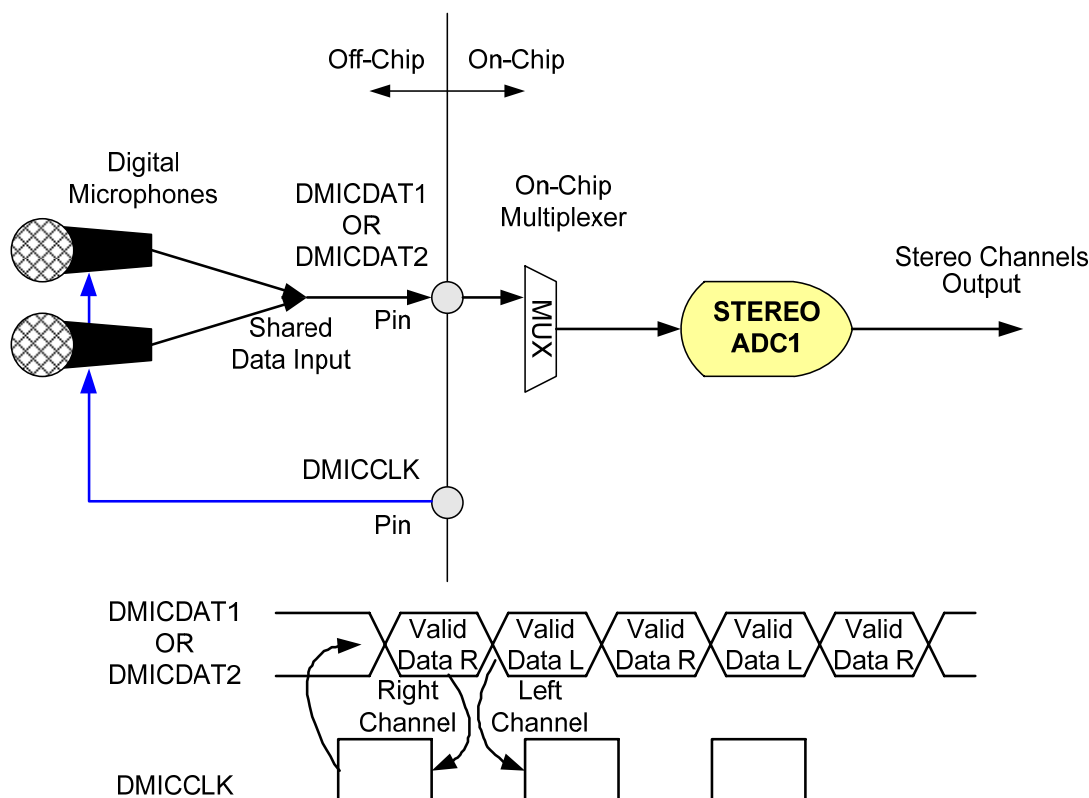 Off-Chip
On-Chip
Digital
Microphones
DMICDAT1
OR
DMICDAT2
On-Chip
Multiplexer
Stereo Channels
Output
Pin
Shared
Data Input
MUX
STEREO
ADC1
DMICCLK
Pin
DMICDAT1
OR
DMICDAT2
Valid
Data R
Valid
Data L
Valid
Data R
Valid
Data L
Valid
Data R
Right
Channel
Left
Channel
DMICCLK